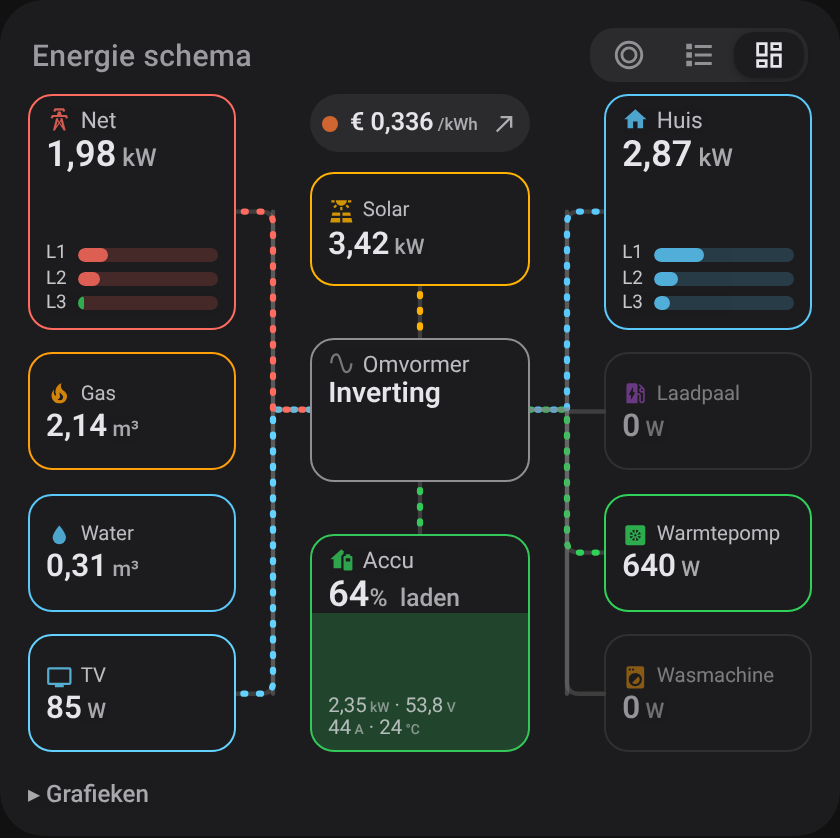 Energie schema
Net
1,98 kW
L1
L2
L3
€ 0,336 /kWh
Solar
3,42 kW
Huis
2,87 kW
L1
L2
L3
Gas
2,14 m³
Omvormer
Inverting
Laadpaal
0 W
Water
0,31 m³
Accu
64% laden
2,35 kW · 53,8 V
44 A · 24 °C
Warmtepomp
640 W
TV
85 W
Wasmachine
0 W
▸ Grafieken